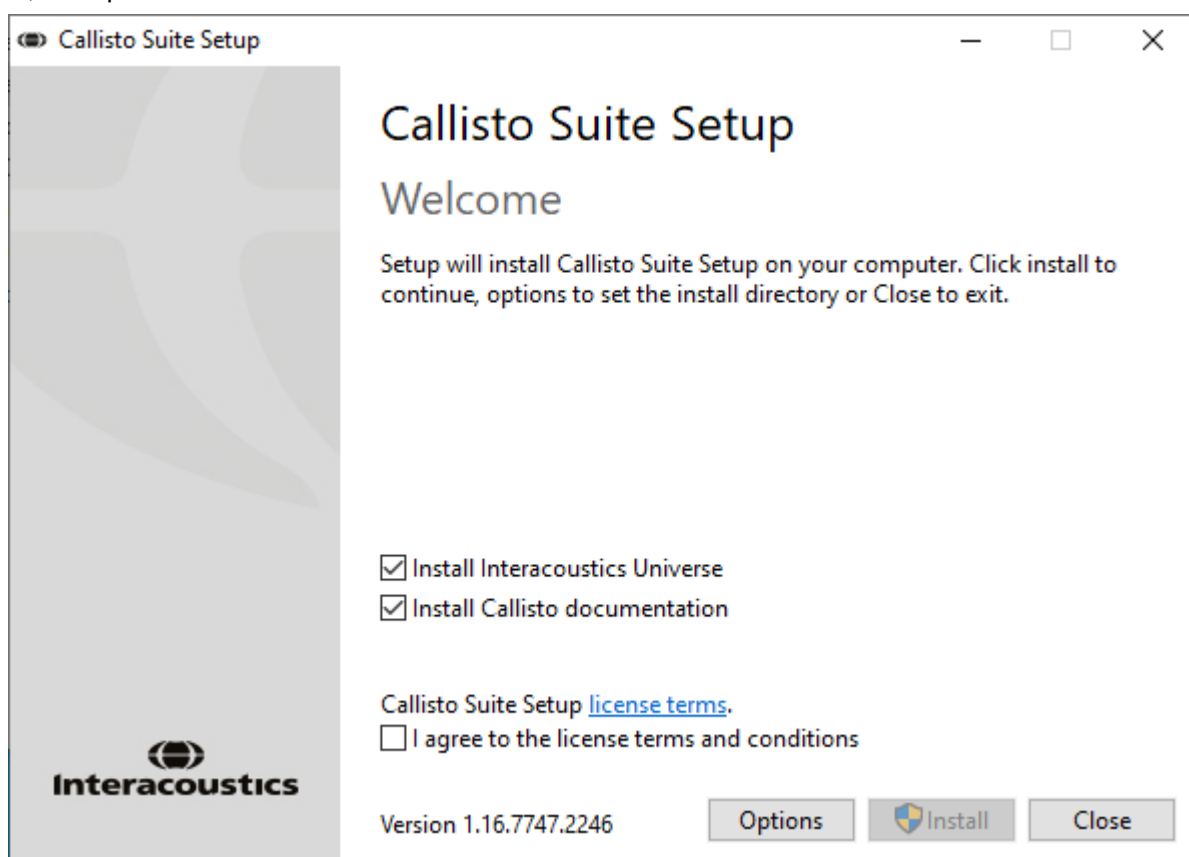 Callisto Suite Setup
Callisto Suite Setup
Welcome
Setup will install Callisto Suite Setup on your computer. Click install to
continue, options to set the install directory or Close to exit.
Install Interacoustics Universe
Install Callisto documentation
Callisto Suite Setup license terms.
I agree to the license terms and conditions
Interacoustics
Version 1.16.7747.2246
Options
Install
Close